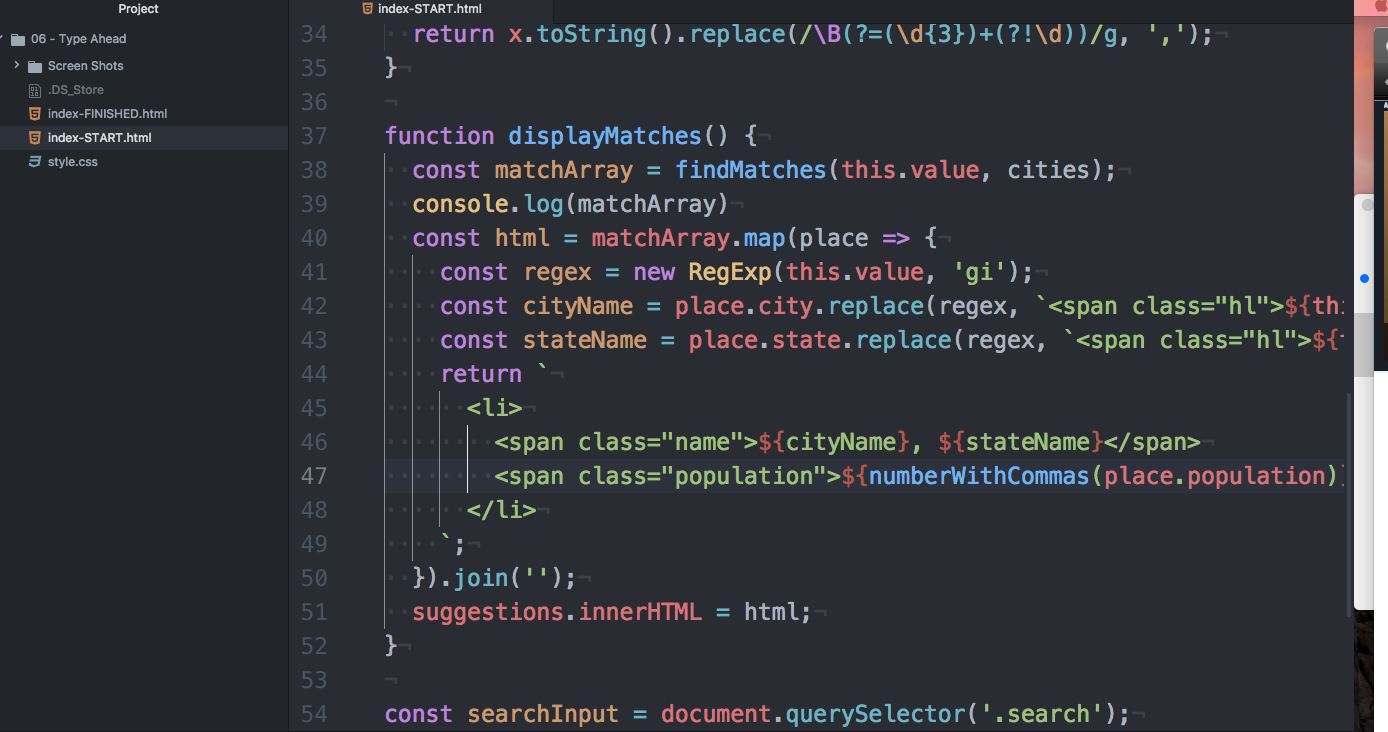 Project
index-START.html
06 - Type Ahead
Screen Shots
.DS_Store
index-FINISHED.html
index-START.html
style.css
34 return x.toString().replace(/\B(?=(\d{3})+(?!\d))/g, ',');
35 }
36
37 function displayMatches() {
38 const matchArray = findMatches(this.value, cities);
39 console.log(matchArray)
40 const html = matchArray.map(place => {
41 const regex = new RegExp(this.value, 'gi');
42 const cityName = place.city.replace(regex, `<span class="hl">${thi
43 const stateName = place.state.replace(regex, `<span class="hl">${
44 return `
45 <li>
46 <span class="name">${cityName}, ${stateName}</span>
47 <span class="population">${numberWithCommas(place.population)}
48 </li>
49 `;
50 }).join('');
51 suggestions.innerHTML = html;
52 }
53
54 const searchInput = document.querySelector('.search');